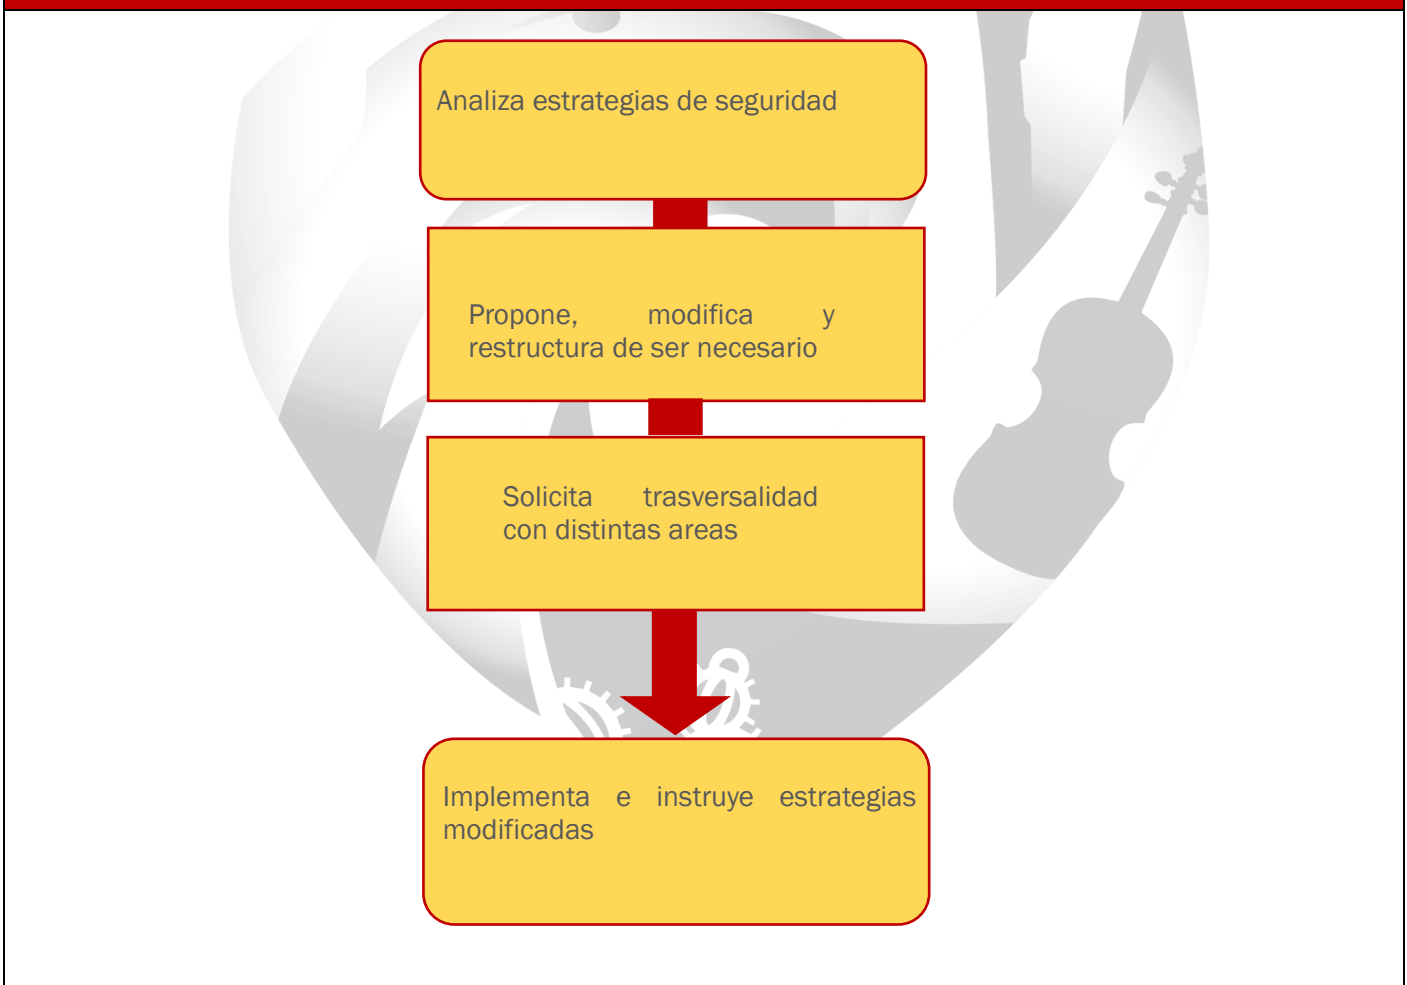 Analiza estrategias de seguridad
Propone, modifica y
restructura de ser necesario
Solicita trasversalidad
con distintas areas
Implementa e instruye estrategias
modificadas